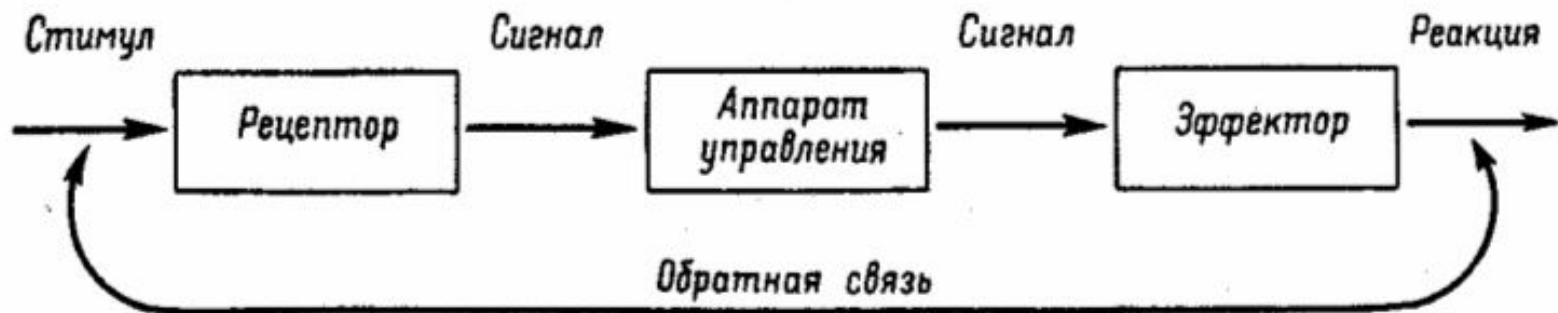 Стимул
Сигнал
Сигнал
Реакция
Рецептор
Аппарат
управления
Эффектор
Обратная связь